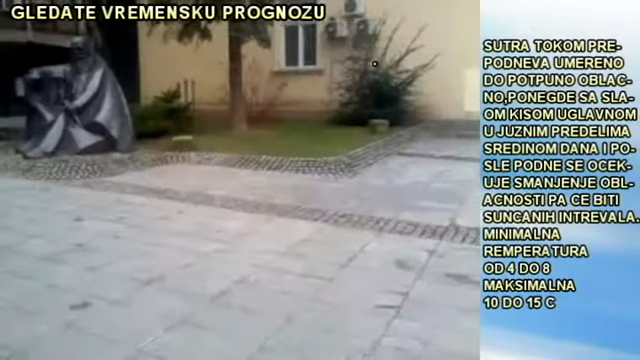 GLEDATE VREMENSKU PROGNOZU
SUTRA TOKOM PRE-
PODNEVA UMERENO
DO POTPUNO OBLAC-
NO,PONEGDE SA SLA-
OM KISOM UGLAVNOM
U JUZNIM PREDELIMA
SREDINOM DANA I PO-
SLE PODNE SE OCEK-
UJE SMANJENJE OBL-
ACNOSTI PA CE BITI
SUNCANIH INTREVALA.
MINIMALNA
REMPERATURA
OD 4 DO 8
MAKSIMALNA
10 DO 15 C